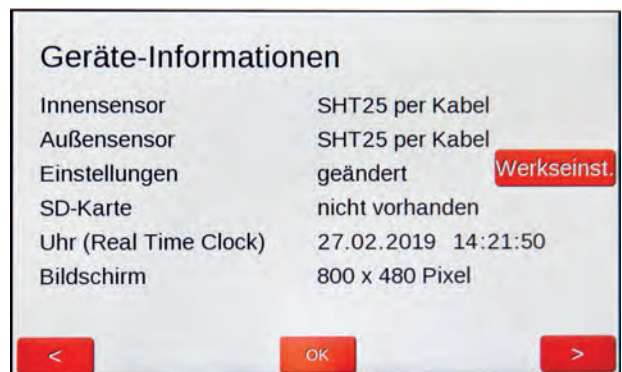 Geräte-Informationen
Innensensor SHT25 per Kabel
Außensensor SHT25 per Kabel
Einstellungen geändert Werkseinst.
SD-Karte nicht vorhanden
Uhr (Real Time Clock) 27.02.2019 14:21:50
Bildschirm 800 x 480 Pixel
< OK >